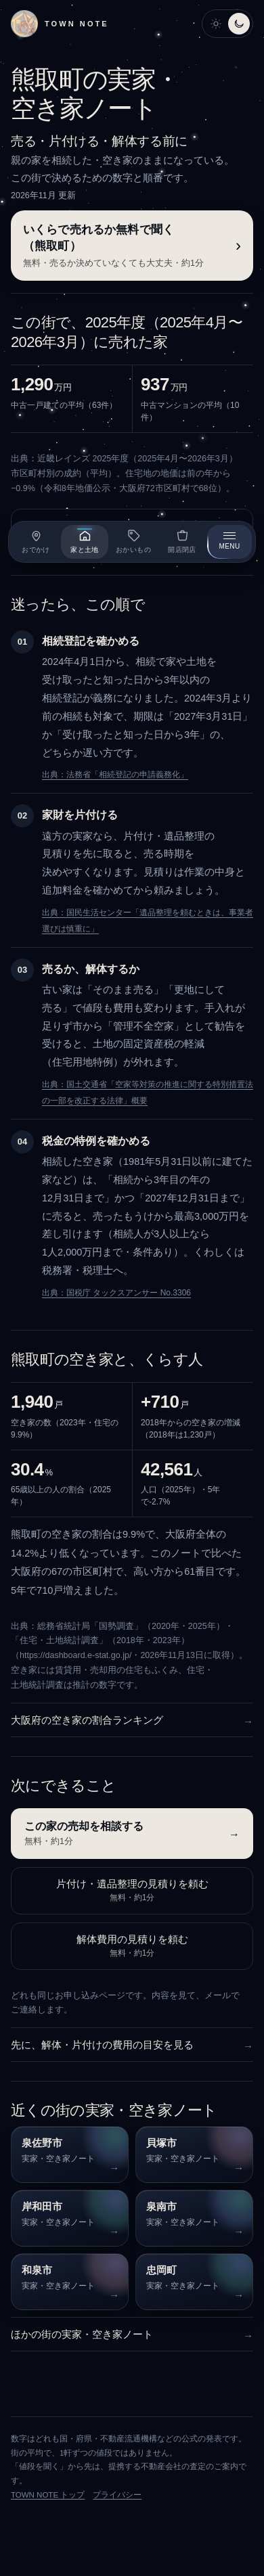 TOWN NOTE
熊取町の実家・
空き家ノート
売る・片付ける・解体する前に
親の家を相続した・空き家のままになっている。
この街で決めるための数字と順番です。
2026年11月 更新
いくらで売れるか無料で聞く
（熊取町）
無料・売るか決めていなくても大丈夫・約1分
この街で、2025年度（2025年4月〜
2026年3月）に売れた家
1,290万円
中古一戸建ての平均（63件）
937万円
中古マンションの平均（10
件）
出典：近畿レインズ 2025年度（2025年4月〜2026年3月）
市区町村別の成約（平均）。住宅地の地価は前の年から
−0.9%（令和8年地価公示・大阪府72市区町村で68位）。
おでかけ
家と土地
おかいもの
開店閉店
MENU
迷ったら、この順で
01
相続登記を確かめる
2024年4月1日から、相続で家や土地を
受け取ったと知った日から3年以内の
相続登記が義務になりました。2024年3月より
前の相続も対象で、期限は「2027年3月31日」
か「受け取ったと知った日から3年」の、
どちらか遅い方です。
出典：法務省「相続登記の申請義務化」
02
家財を片付ける
遠方の実家なら、片付け・遺品整理の
見積りを先に取ると、売る時期を
決めやすくなります。見積りは作業の中身と
追加料金を確かめてから頼みましょう。
出典：国民生活センター「遺品整理を頼むときは、事業者
選びは慎重に」
03
売るか、解体するか
古い家は「そのまま売る」「更地にして
売る」で値段も費用も変わります。手入れが
足りず市から「管理不全空家」として勧告を
受けると、土地の固定資産税の軽減
（住宅用地特例）が外れます。
出典：国土交通省「空家等対策の推進に関する特別措置法
の一部を改正する法律」概要
04
税金の特例を確かめる
相続した空き家（1981年5月31日以前に建てた
家など）は、「相続から3年目の年の
12月31日まで」かつ「2027年12月31日まで」
に売ると、売ったもうけから最高3,000万円を
差し引けます（相続人が3人以上なら
1人2,000万円まで・条件あり）。くわしくは
税務署・税理士へ。
出典：国税庁 タックスアンサー No.3306
熊取町の空き家と、くらす人
1,940戸
空き家の数（2023年・住宅の
9.9%）
+710戸
2018年からの空き家の増減
（2018年は1,230戸）
30.4%
65歳以上の人の割合（2025
年）
42,561人
人口（2025年）・5年
で-2.7%
熊取町の空き家の割合は9.9%で、大阪府全体の
14.2%より低くなっています。このノートで比べた
大阪府の67の市区町村で、高い方から61番目です。
5年で710戸増えました。
出典：総務省統計局「国勢調査」（2020年・2025年）・
「住宅・土地統計調査」（2018年・2023年）
（https://dashboard.e-stat.go.jp/・2026年11月13日に取得）。
空き家には賃貸用・売却用の住宅もふくみ、住宅・
土地統計調査は推計の数字です。
大阪府の空き家の割合ランキング →
次にできること
この家の売却を相談する
無料・約1分
→
片付け・遺品整理の見積りを頼む
無料・約1分
解体費用の見積りを頼む
無料・約1分
どれも同じお申し込みページです。内容を見て、メールで
ご連絡します。
先に、解体・片付けの費用の目安を見る →
近くの街の実家・空き家ノート
泉佐野市
実家・空き家ノート
→
貝塚市
実家・空き家ノート
→
岸和田市
実家・空き家ノート
→
泉南市
実家・空き家ノート
→
和泉市
実家・空き家ノート
→
忠岡町
実家・空き家ノート
→
ほかの街の実家・空き家ノート →
数字はどれも国・府県・不動産流通機構などの公式の発表です。
街の平均で、1軒ずつの値段ではありません。
「値段を聞く」から先は、提携する不動産会社の査定のご案内で
す。
TOWN NOTE トップ プライバシー